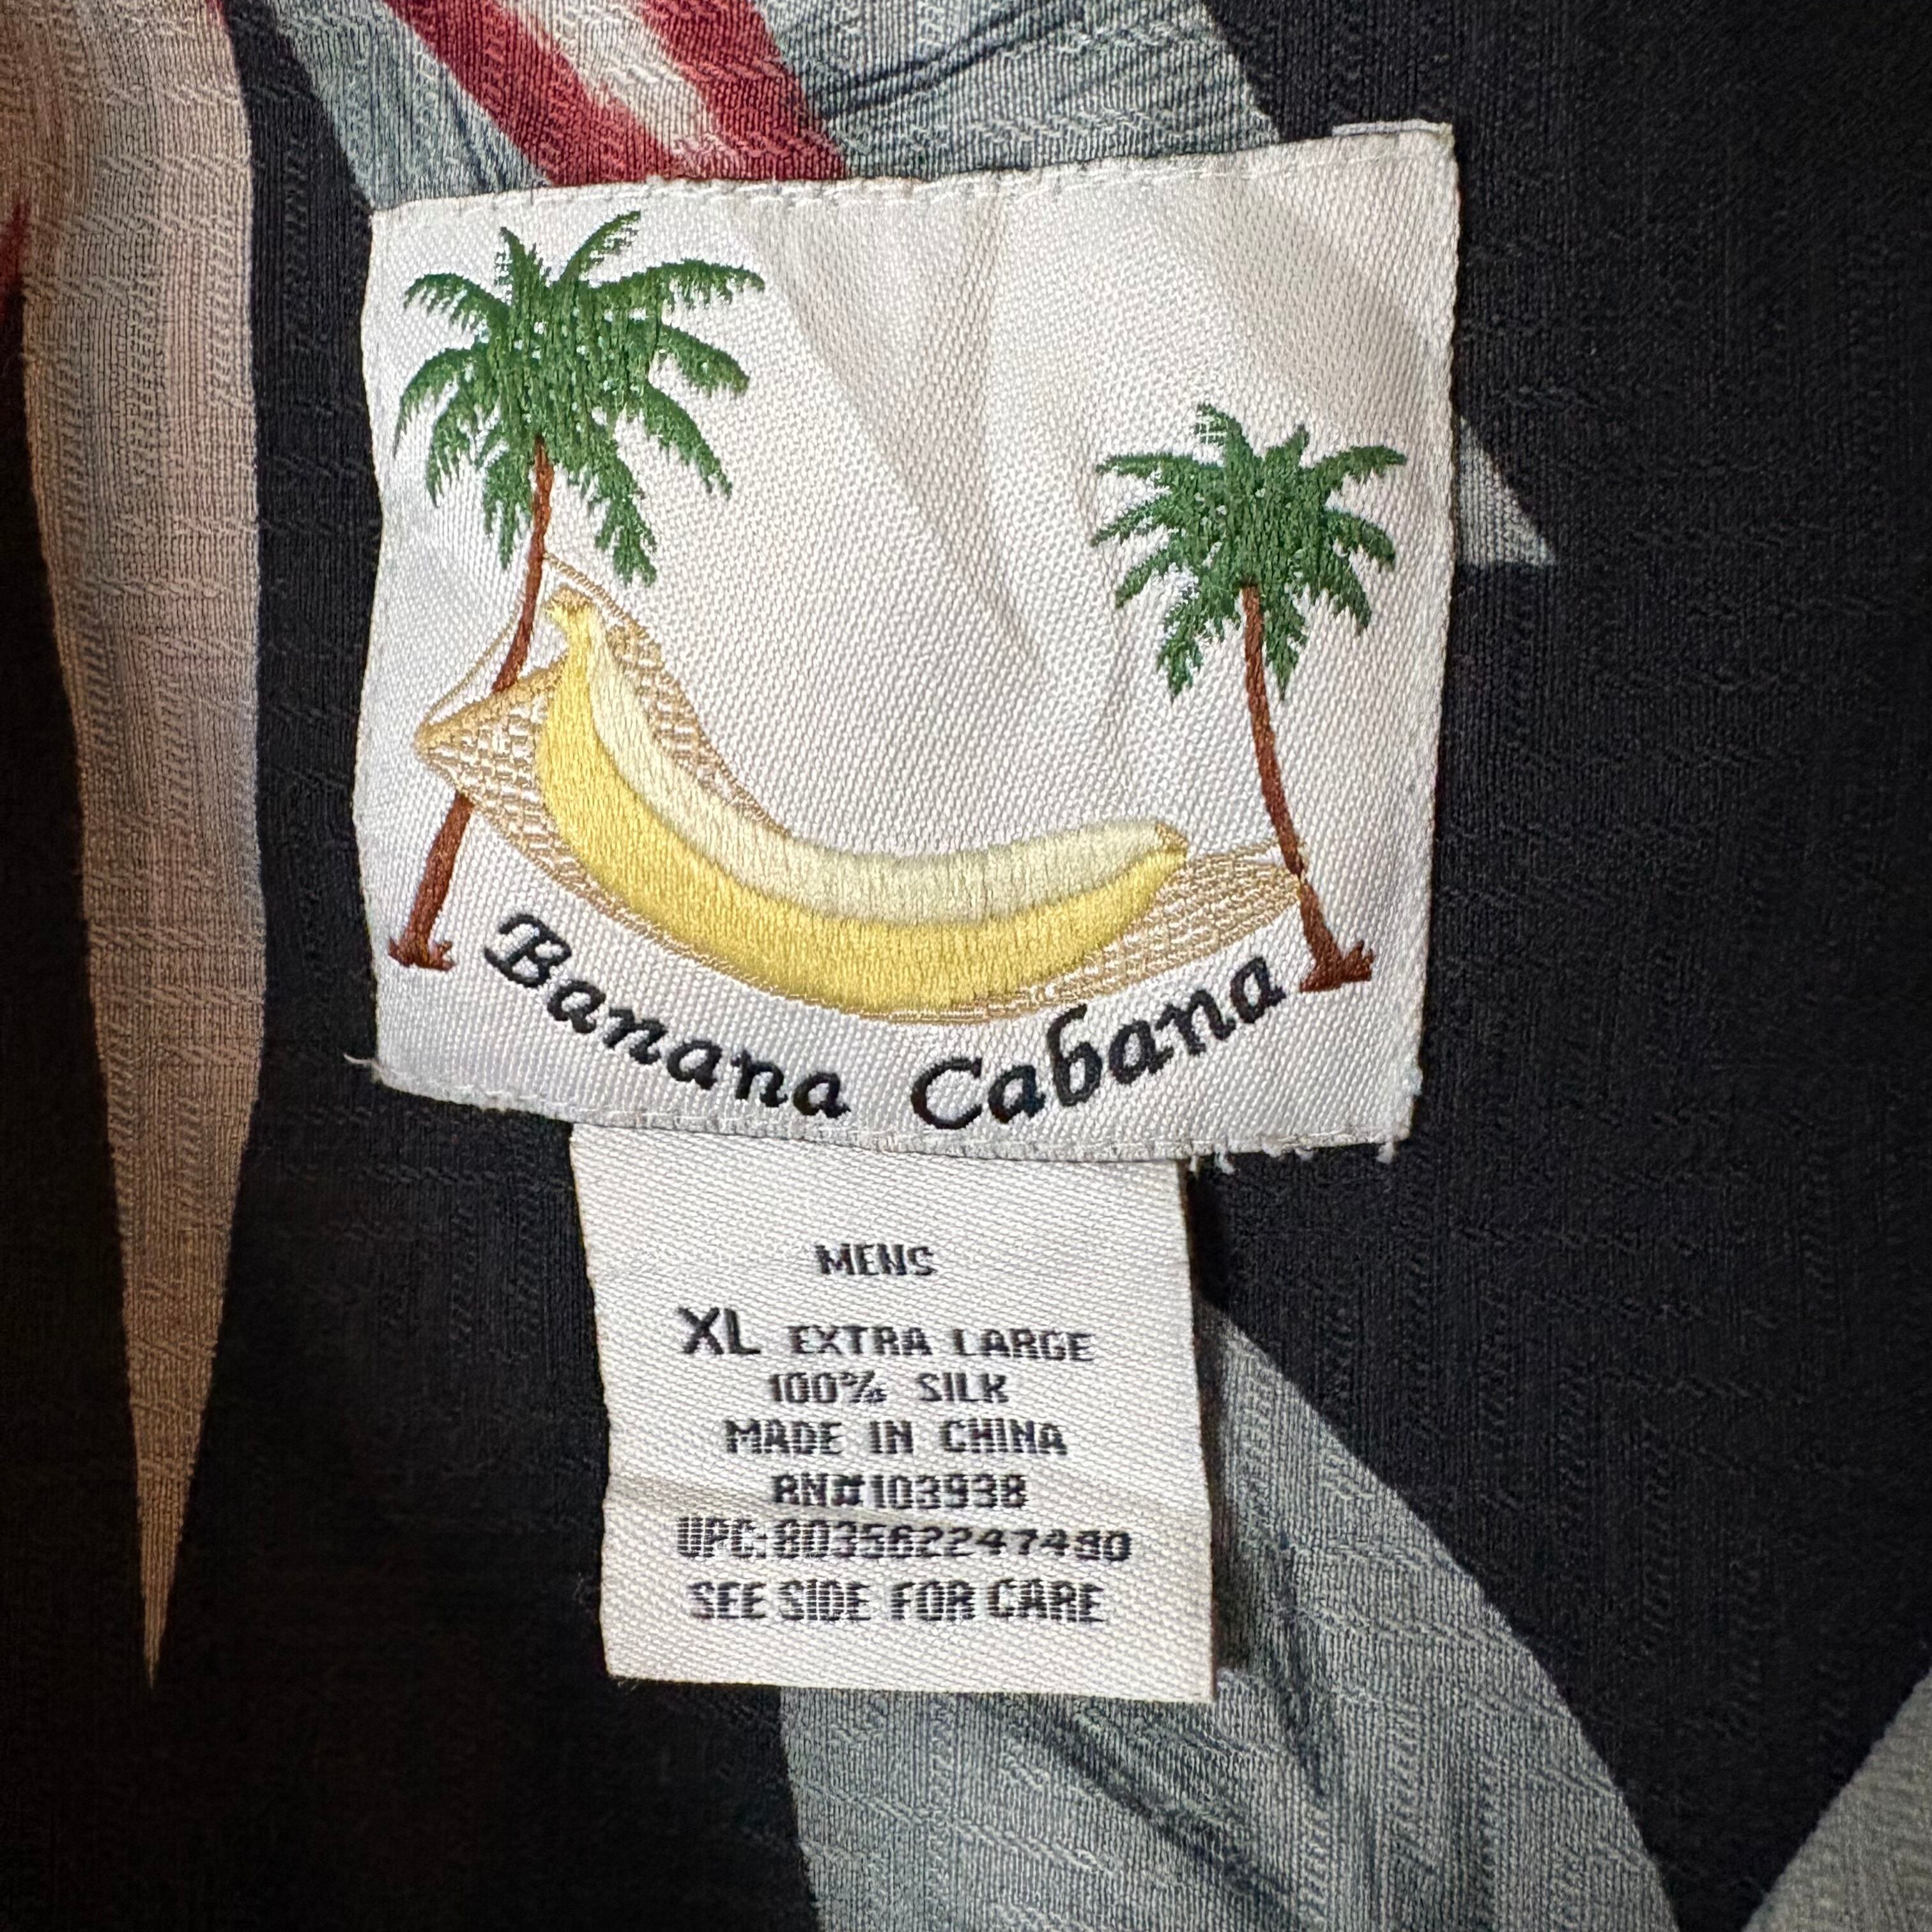 Banana Cabana
MENS
XL EXTRA LARGE
100% SILK
MADE IN CHINA
RN#103938
UPC:803562247480
SEE SIDE FOR CARE